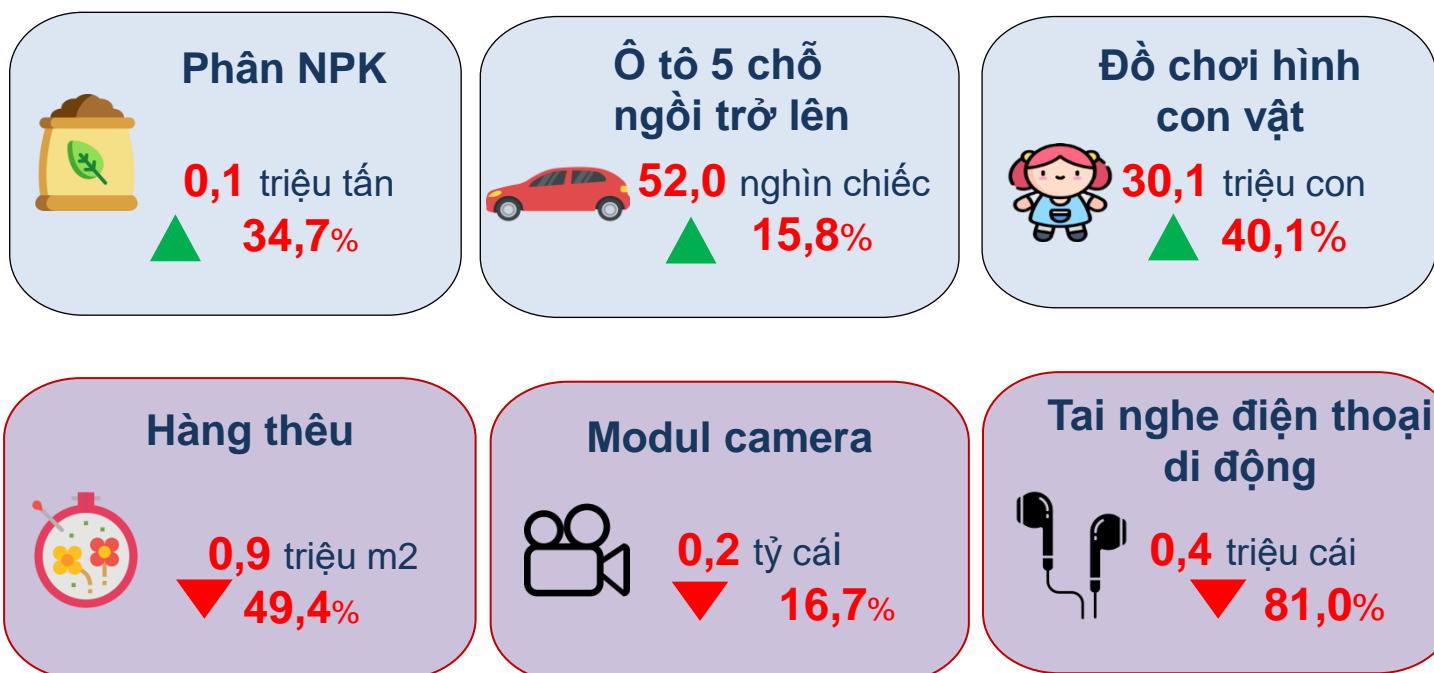 Phân NPK
0,1 triệu tấn
34,7%
Ô tô 5 chỗ
ngồi trở lên
52,0 nghìn chiếc
15,8%
Đồ chơi hình
con vật
30,1 triệu con
40,1%
Hàng thêu
0,9 triệu m2
49,4%
Modul camera
0,2 tỷ cái
16,7%
Tai nghe điện thoại
di động
0,4 triệu cái
81,0%